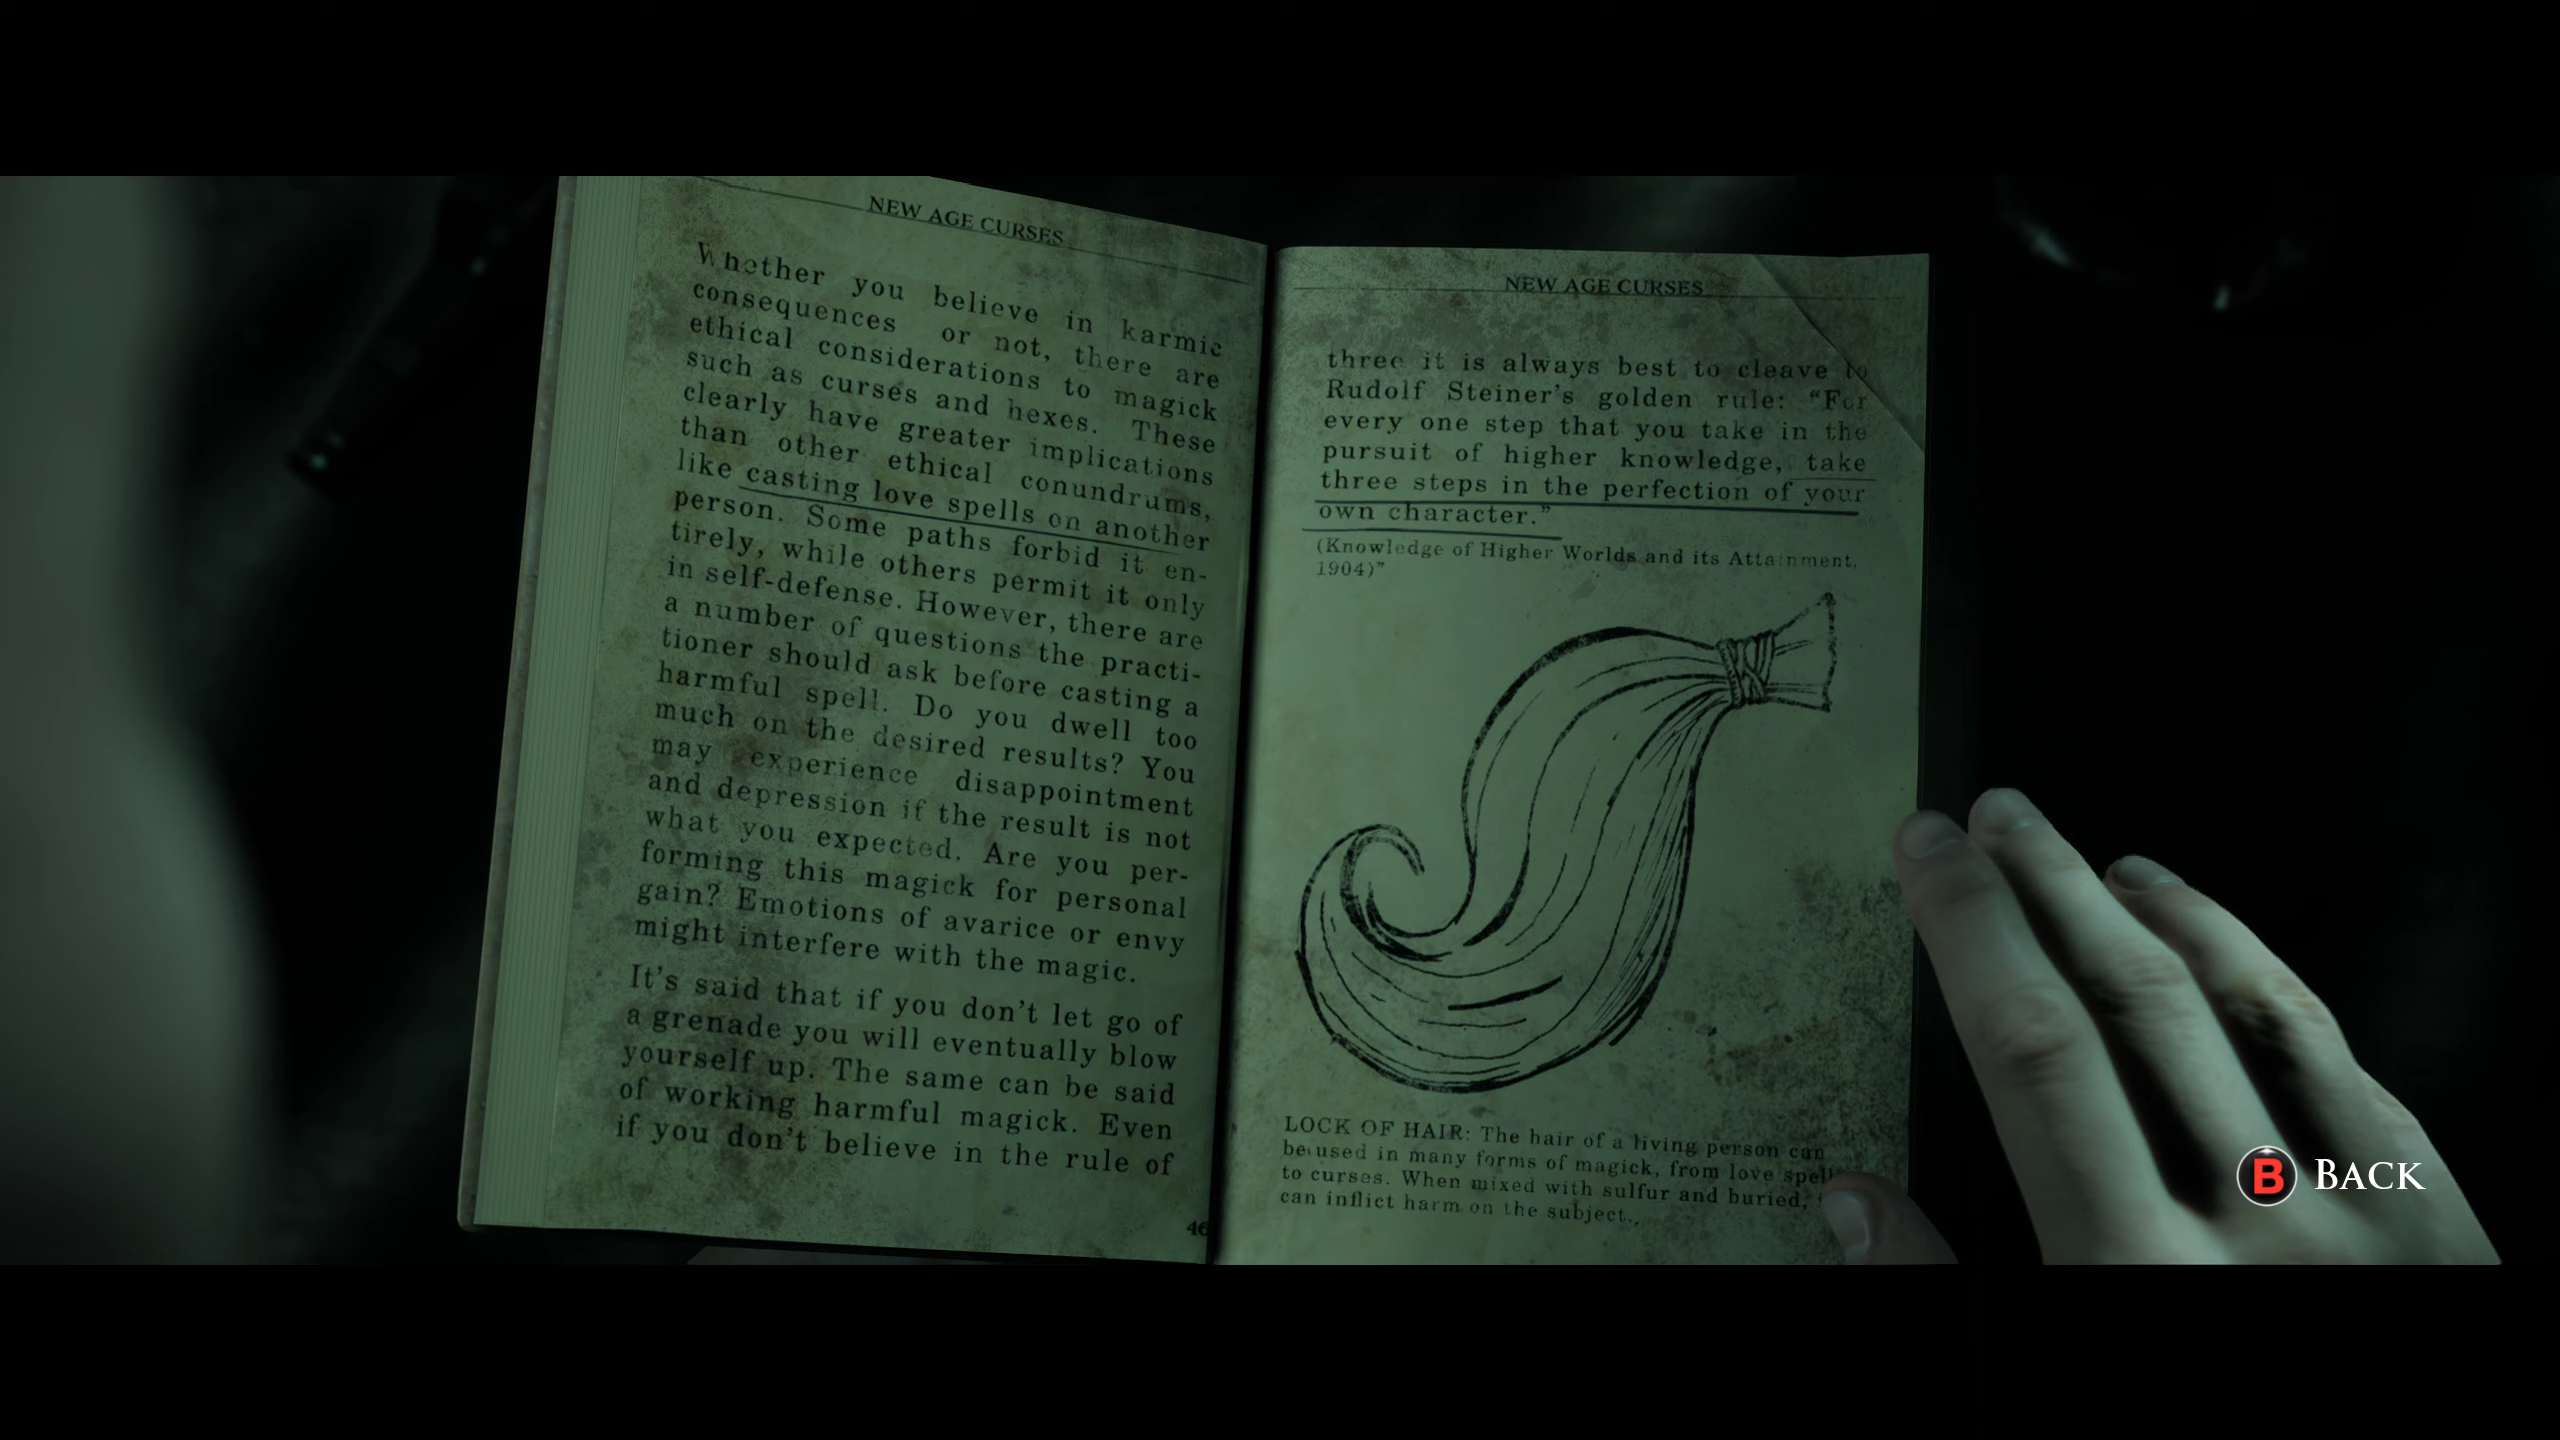 NEW AGE CURSES
Whether you believe in karmic
consequences or not, there are
ethical considerations to magick
such as curses and hexes. These
clearly have greater implications
than other ethical conundrums,
like casting love spells on another
person. Some paths forbid it en-
tirely, while others permit it only
in self-defense. However, there are
a number of questions the practi-
tioner should ask before casting a
harmful spell. Do you dwell too
much on the desired results? You
may experience disappointment
and depression if the result is not
what you expected. Are you per-
forming this magick for personal
gain? Emotions of avarice or envy
might interfere with the magic.
It's said that if you don't let go of
a grenade you will eventually blow
yourself up. The same can be said
of working harmful magick. Even
if you don't believe in the rule of
46
NEW AGE CURSES
three it is always best to cleave to
Rudolf Steiner's golden rule: “For
every one step that you take in the
pursuit of higher knowledge, take
three steps in the perfection of your
own character.”
(Knowledge of Higher Worlds and its Attainment,
1904)”
LOCK OF HAIR: The hair of a living person can
be used in many forms of magick, from love spell
to curses. When mixed with sulfur and buried,
can inflict harm on the subject.
B BACK